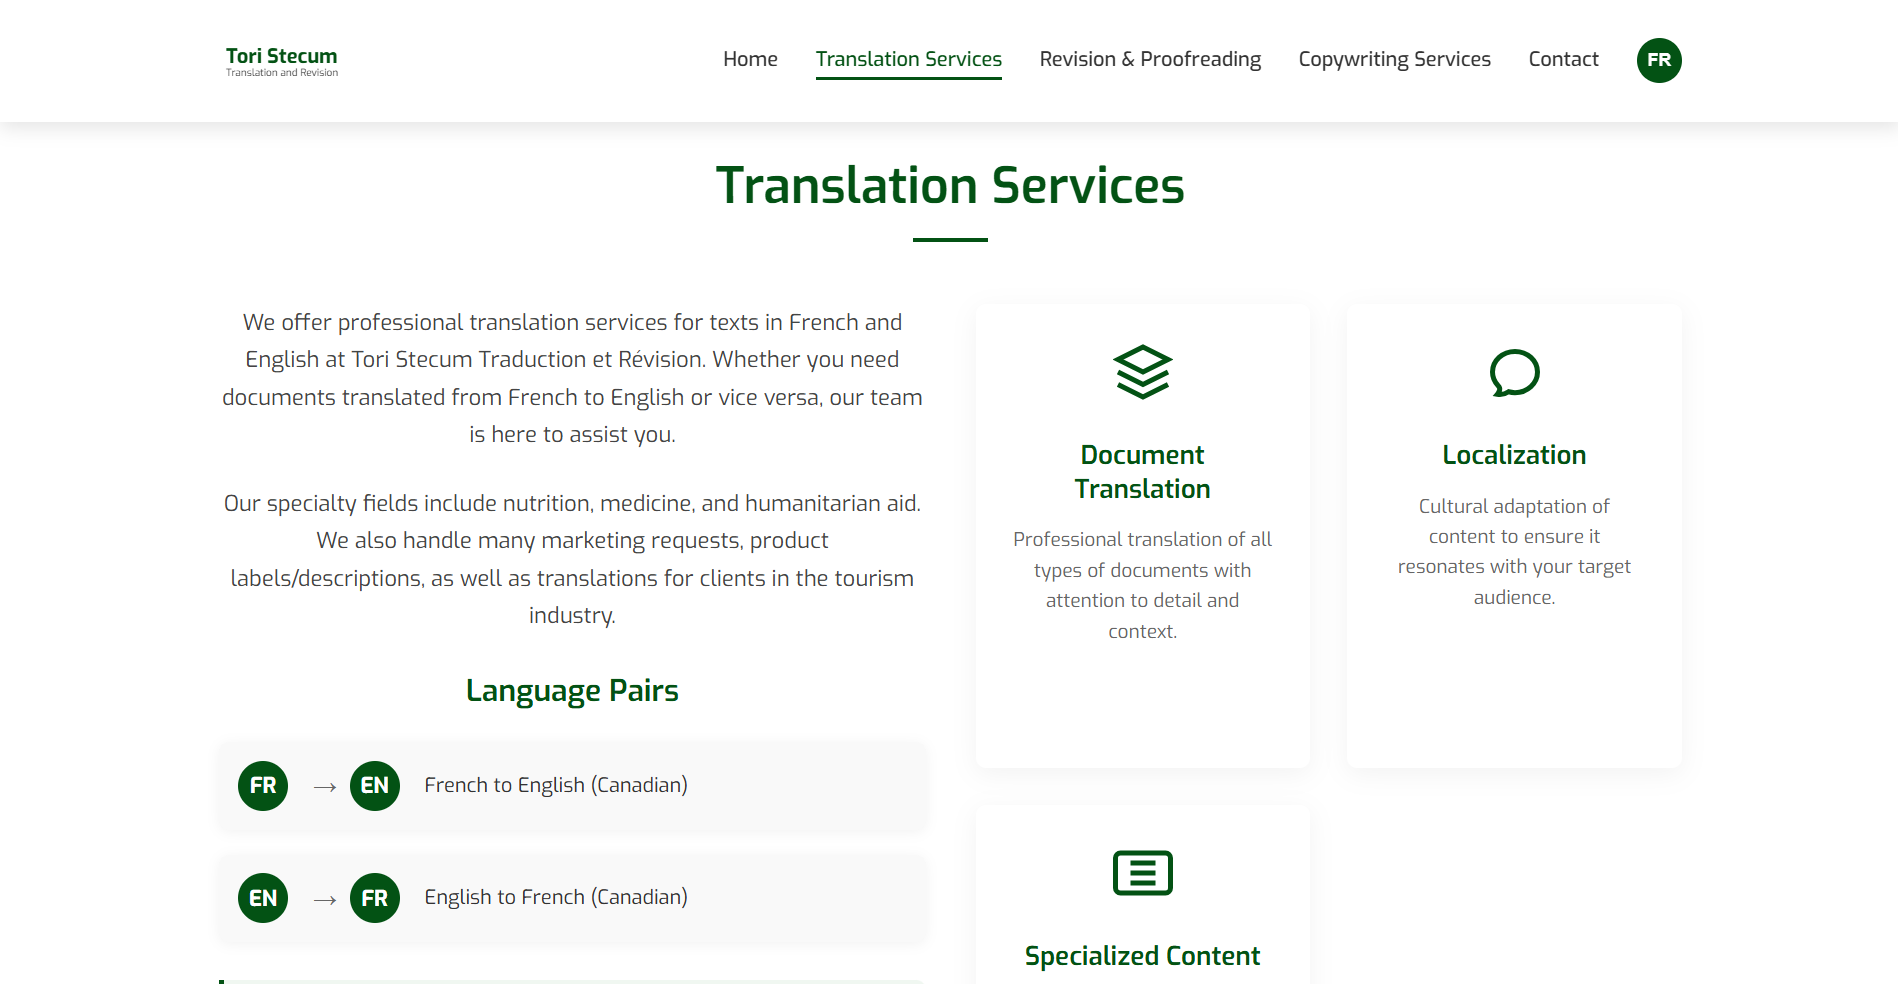 Tori Stecum
Translation and Revision
Home
Translation Services
Revision & Proofreading
Copywriting Services
Contact
FR
Translation Services
We offer professional translation services for texts in French and
English at Tori Stecum Traduction et Révision. Whether you need
documents translated from French to English or vice versa, our team
is here to assist you.
Our specialty fields include nutrition, medicine, and humanitarian aid.
We also handle many marketing requests, product
labels/descriptions, as well as translations for clients in the tourism
industry.
Language Pairs
FR → EN French to English (Canadian)
EN → FR English to French (Canadian)
Document
Translation
Professional translation of all
types of documents with
attention to detail and
context.
Localization
Cultural adaptation of
content to ensure it
resonates with your target
audience.
Specialized Content